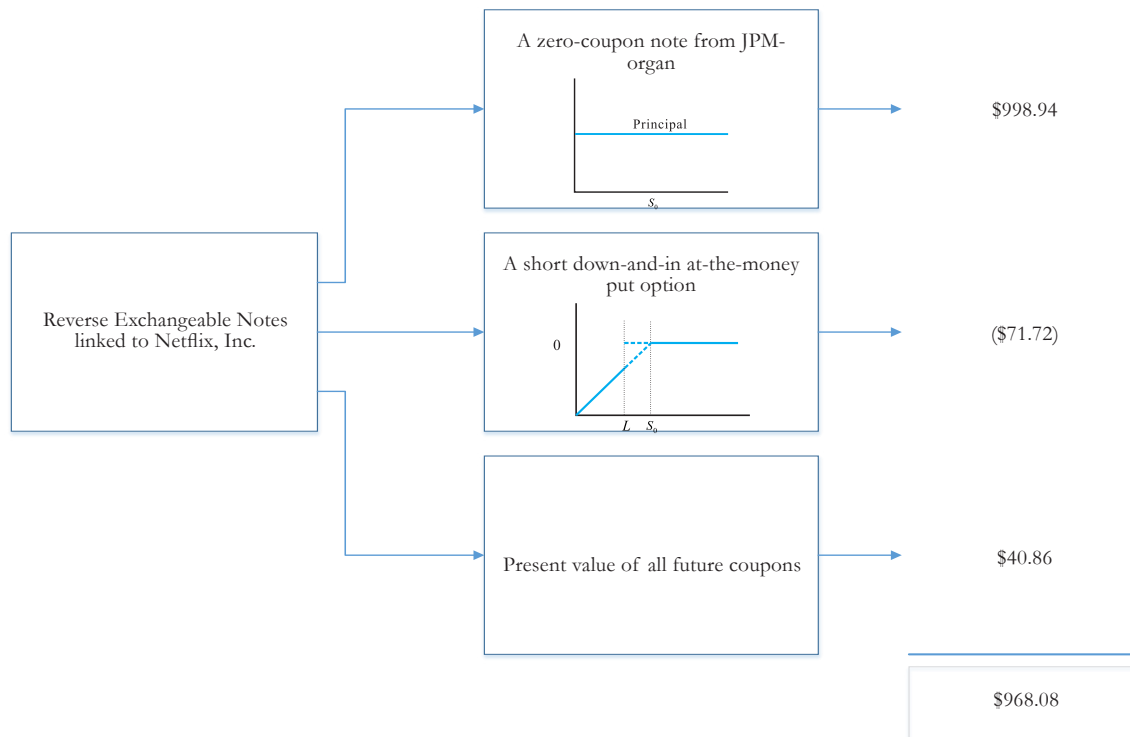 A zero-coupon note from JPM-
organ
Principal
S₀
$998.94
Reverse Exchangeable Notes
linked to Netflix, Inc.
A short down-and-in at-the-money
put option
0
L S₀
($71.72)
Present value of all future coupons
$40.86
$968.08